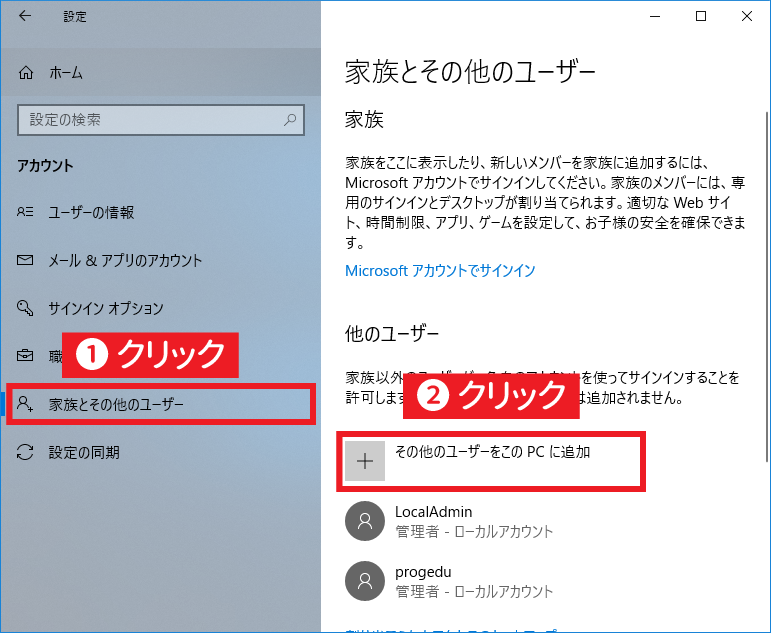 設定
ホーム
設定の検索
アカウント
ユーザーの情報
メール & アプリのアカウント
サインイン オプション
職
1 クリック
家族とその他のユーザー
設定の同期
家族とその他のユーザー
家族
家族をここに表示したり、新しいメンバーを家族に追加するには、
Microsoft アカウントでサインインしてください。家族のメンバーには、専
用のサインインとデスクトップが割り当てられます。適切な Web サイ
ト、時間制限、アプリ、ゲームを設定して、お子様の安全を確保できま
す。
Microsoft アカウントでサインイン
他のユーザー
家族以外のユーザーが、各自のアカウントを使ってサインインすることを
許可しま
は追加されません。
2 クリック
その他のユーザーをこの PC に追加
LocalAdmin
管理者 - ローカルアカウント
progedu
管理者 - ローカルアカウント